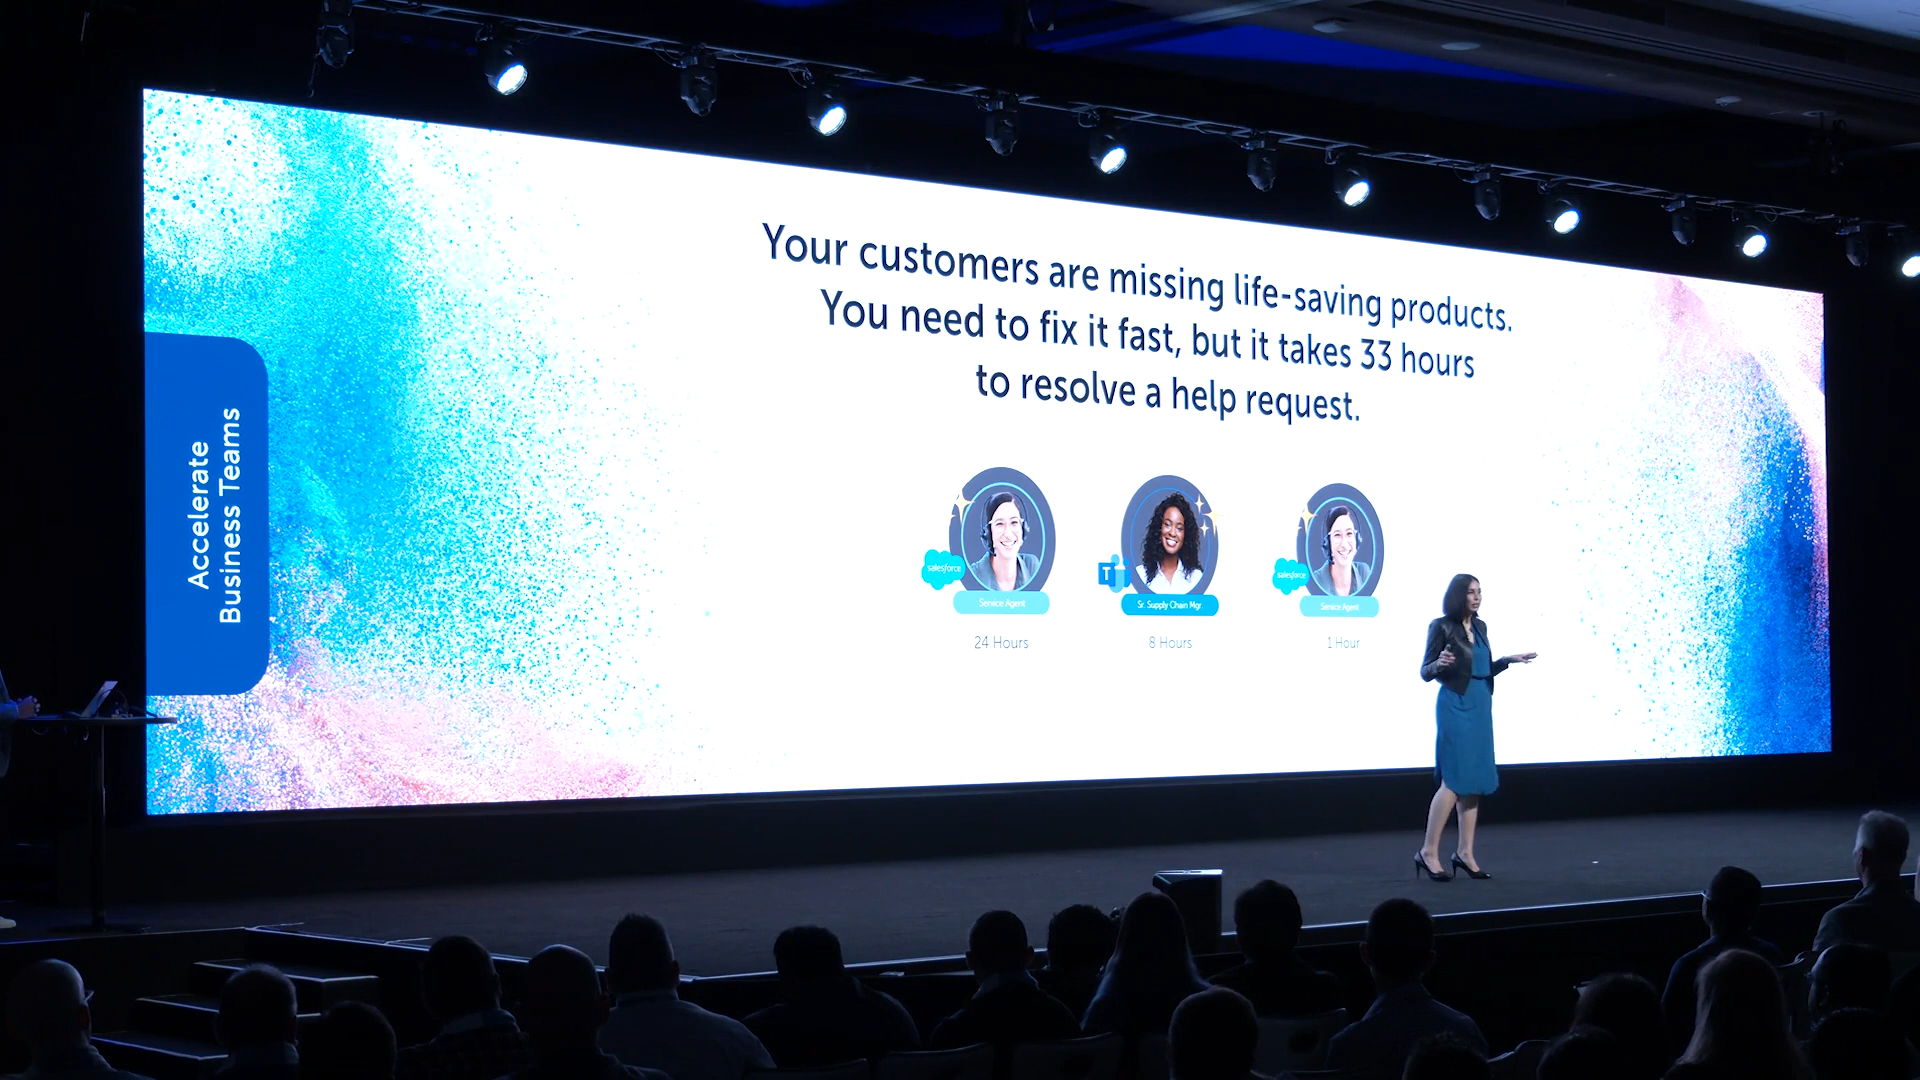 Your customers are missing life-saving products.
You need to fix it fast, but it takes 33 hours
to resolve a help request.
Accelerate
Business Teams
salesforce
Service Agent
24 Hours
T
Sr. Supply Chain Mgr
8 Hours
salesforce
Service Agent
1 Hour